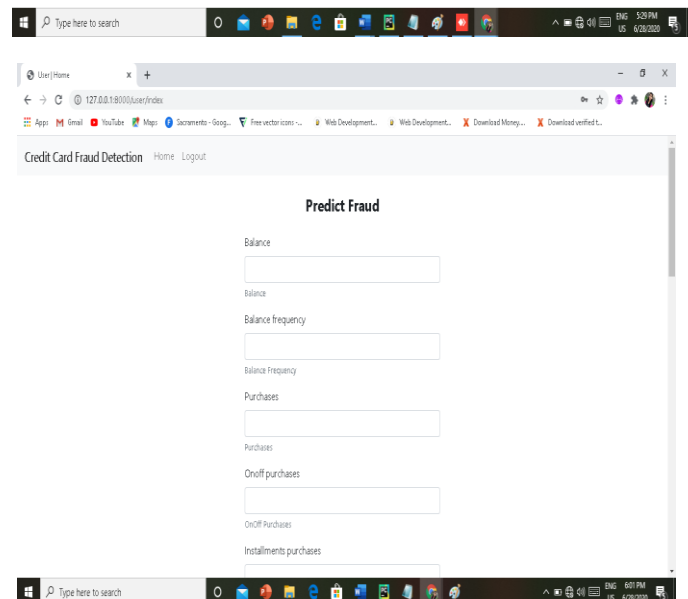 Type here to search
ENG 5:29 PM
US 6/28/2020
User | Home x +
127.0.0.1:8000/user/index
Apps Gmail YouTube Maps Sacramento - Goog... Free vector icons -... Web Development... Web Development... Download Money.... Download verified t...
Credit Card Fraud Detection Home Logout
Predict Fraud
Balance
Balance
Balance frequency
Balance Frequency
Purchases
Purchases
Onoff purchases
OnOff Purchases
Installments purchases
Type here to search
ENG 6:01 PM
US 6/28/2020